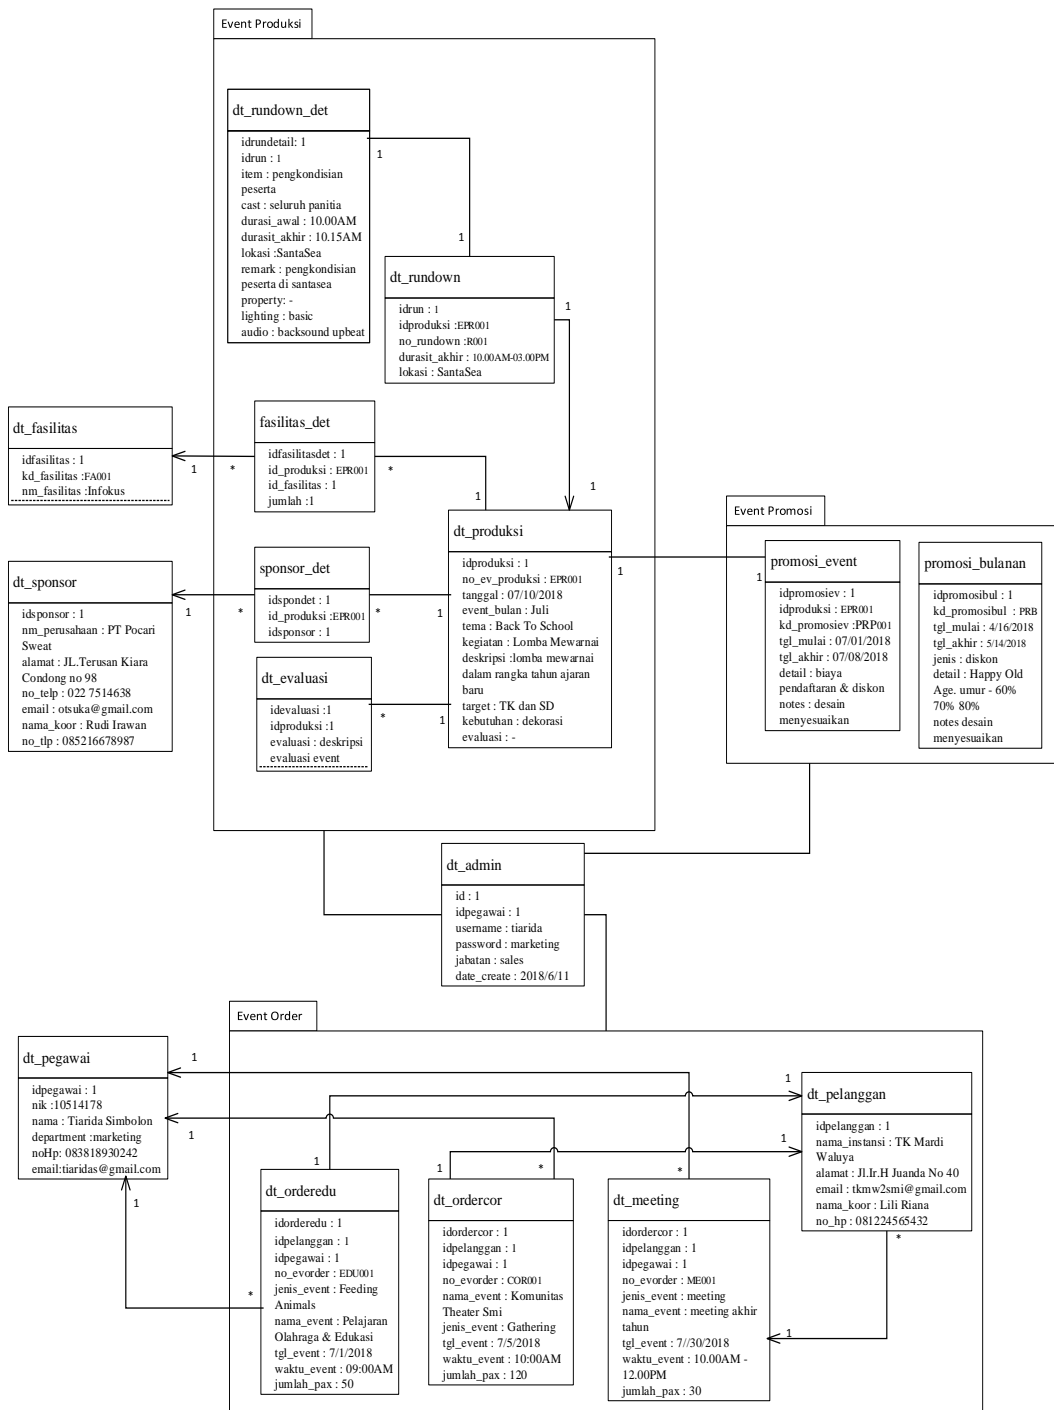 Event Produksi
dt_rundown_det
idrundetail: 1
idrun : 1
item : pengkondisian
peserta
cast : seluruh panitia
durasi_awal : 10.00AM
durasit_akhir : 10.15AM
lokasi :SantaSea
remark : pengkondisian
peserta di santasea
property: -
lighting : basic
audio : backsound upbeat
1
1
dt_rundown
idrun : 1
idproduksi :EPR001
no_rundown :R001
durasit_akhir : 10.00AM-03.00PM
lokasi : SantaSea
1
1
dt_fasilitas
idfasilitas : 1
kd_fasilitas :FA001
nm_fasilitas :Infokus
1
*
fasilitas_det
idfasilitasdet : 1
id_produksi : EPR001
id_fasilitas : 1
jumlah :1
*
1
dt_sponsor
idsponsor : 1
nm_perusahaan : PT Pocari
Sweat
alamat : JL.Terusan Kiara
Condong no 98
no_telp : 022 7514638
email : otsuka@gmail.com
nama_koor : Rudi Irawan
no_tlp : 085216678987
1
*
sponsor_det
idspondet : 1
id_produksi :EPR001
idsponsor : 1
*
1
dt_evaluasi
idevaluasi :1
idproduksi :1
evaluasi : deskripsi
evaluasi event
*
1
dt_produksi
idproduksi : 1
no_ev_produksi : EPR001
tanggal : 07/10/2018
event_bulan : Juli
tema : Back To School
kegiatan : Lomba Mewarnai
deskripsi :lomba mewarnai
dalam rangka tahun ajaran
baru
target : TK dan SD
kebutuhan : dekorasi
evaluasi : -
1
1
Event Promosi
promosi_event
idpromosiev : 1
idproduksi : EPR001
kd_promosiev :PRP001
tgl_mulai : 07/01/2018
tgl_akhir : 07/08/2018
detail : biaya
pendaftaran & diskon
notes : desain
menyesuaikan
promosi_bulanan
idpromosibul : 1
kd_promosibul : PRB
tgl_mulai : 4/16/2018
tgl_akhir : 5/14/2018
jenis : diskon
detail : Happy Old
Age. umur - 60%
70% 80%
notes desain
menyesuaikan
dt_admin
id : 1
idpegawai : 1
username : tiarida
password : marketing
jabatan : sales
date_create : 2018/6/11
Event Order
dt_pegawai
idpegawai : 1
nik :10514178
nama : Tiarida Simbolon
department :marketing
noHp: 083818930242
email:tiaridas@gmail.com
1
1
1
dt_pelanggan
idpelanggan : 1
nama_instansi : TK Mardi
Waluya
alamat : Jl.Ir.H Juanda No 40
email : tkmw2smi@gmail.com
nama_koor : Lili Riana
no_hp : 081224565432
1
1
*
1
dt_orderedu
idorderedu : 1
idpelanggan : 1
idpegawai : 1
no_evorder : EDU001
jenis_event : Feeding
Animals
nama_event : Pelajaran
Olahraga & Edukasi
tgl_event : 7/1/2018
waktu_event : 09:00AM
jumlah_pax : 50
1
*
dt_ordercor
idordercor : 1
idpelanggan : 1
idpegawai : 1
no_evorder : COR001
nama_event : Komunitas
Theater Smi
jenis_event : Gathering
tgl_event : 7/5/2018
waktu_event : 10:00AM
jumlah_pax : 120
1
*
dt_meeting
idordercor : 1
idpelanggan : 1
idpegawai : 1
no_evorder : ME001
jenis_event : meeting
nama_event : meeting akhir
tahun
tgl_event : 7//30/2018
waktu_event : 10.00AM -
12.00PM
jumlah_pax : 30
*